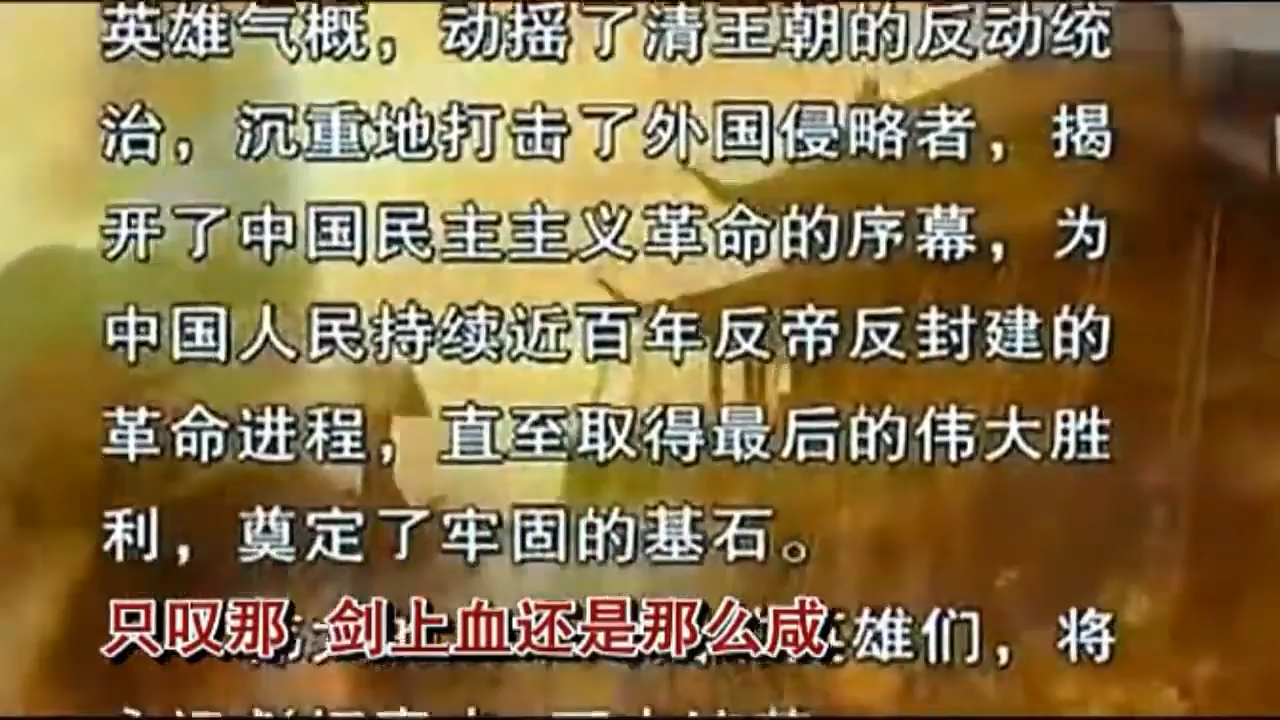 英雄气概，动摇了清王朝的反动统
治，沉重地打击了外国侵略者，揭
开了中国民主主义革命的序幕，为
中国人民持续近百年反帝反封建的
革命进程，直至取得最后的伟大胜
利，奠定了牢固的基石。
只叹那 剑上血还是那么咸
雄们，将